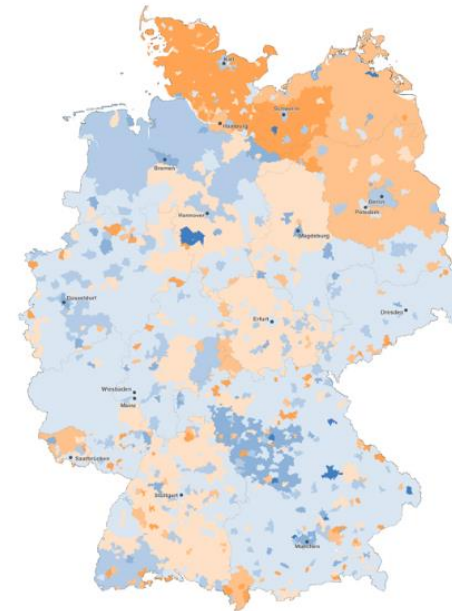 Kiel
Schwerin
Hamburg
Bremen
Berlin
Potsdam
Hannover
Magdeburg
Düsseldorf
Erfurt
Dresden
Wiesbaden
Mainz
Saarbrücken
Stuttgart
München